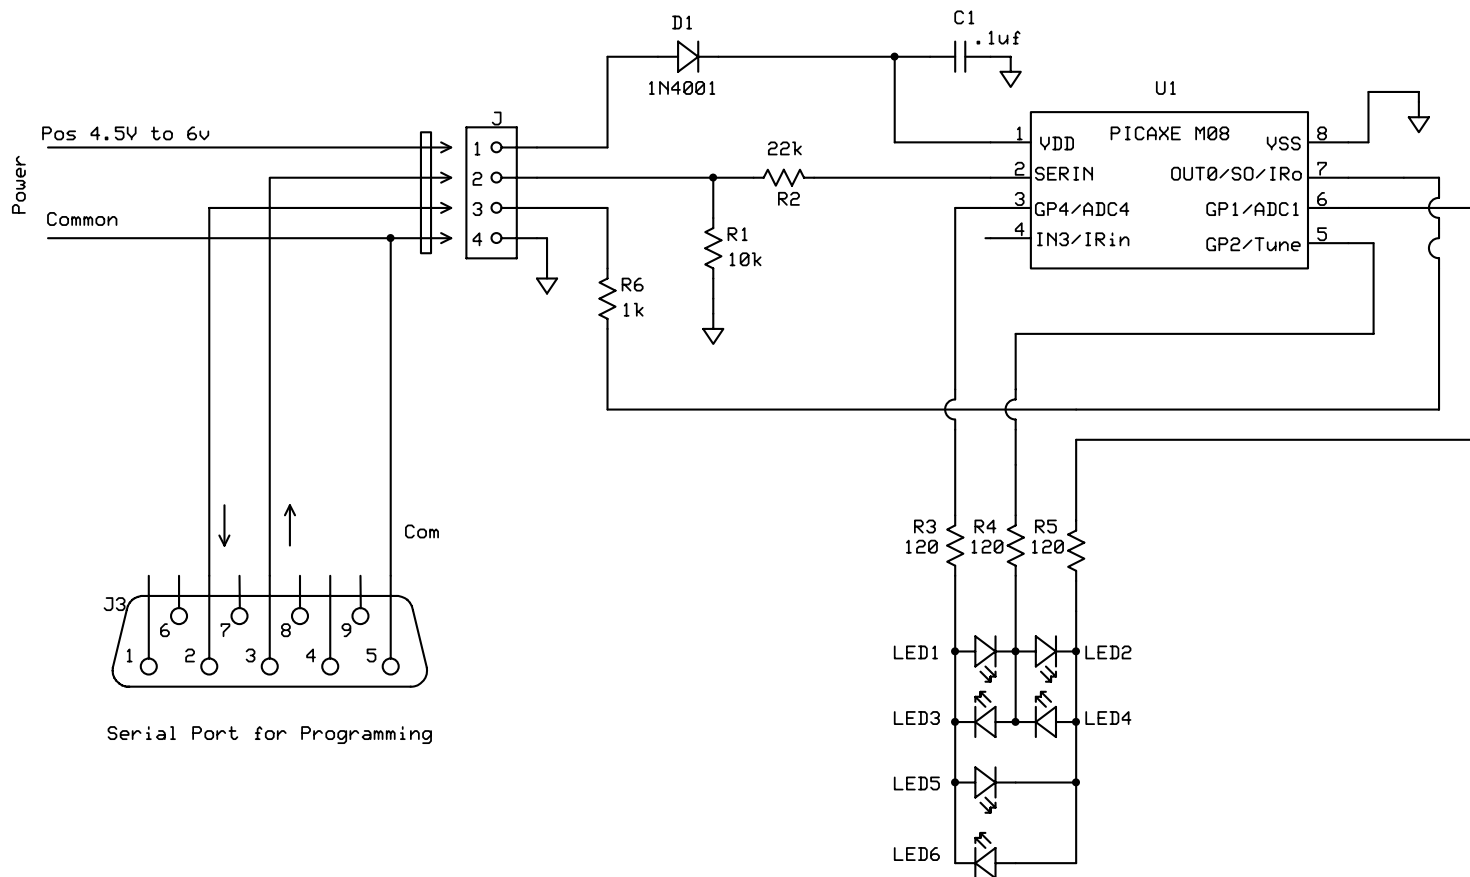 D1
1N4001
C1
.1uf
U1
PICAXE M08
1 VDD
2 SERIN
3 GP4/ADC4
4 IN3/IRin
VSS 8
OUT0/SO/IRo 7
GP1/ADC1 6
GP2/Tune 5
Power
Pos 4.5V to 6v
Common
J
1
2
3
4
22k
R2
R1
10k
R6
1k
Com
R3
120
R4
120
R5
120
J3
6
7
8
9
1
2
3
4
5
LED1
LED2
LED3
LED4
LED5
LED6
Serial Port for Programming